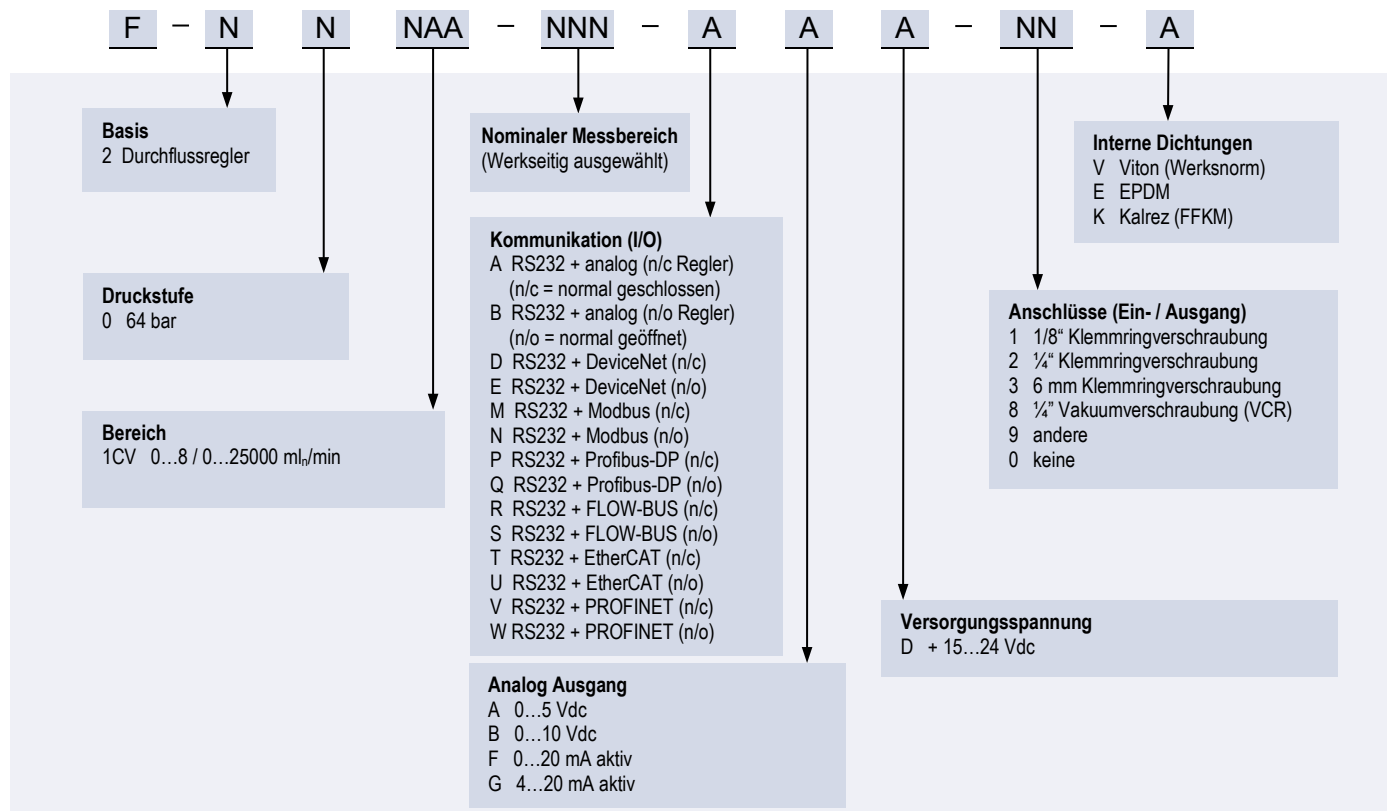 F – N N NAA – NNN – A A A – NN – A
Basis
2 Durchflussregler
Druckstufe
0 64 bar
Bereich
1CV 0…8 / 0…25000 mlₙ/min
Nominaler Messbereich
(Werkseitig ausgewählt)
Kommunikation (I/O)
A RS232 + analog (n/c Regler)
(n/c = normal geschlossen)
B RS232 + analog (n/o Regler)
(n/o = normal geöffnet)
D RS232 + DeviceNet (n/c)
E RS232 + DeviceNet (n/o)
M RS232 + Modbus (n/c)
N RS232 + Modbus (n/o)
P RS232 + Profibus-DP (n/c)
Q RS232 + Profibus-DP (n/o)
R RS232 + FLOW-BUS (n/c)
S RS232 + FLOW-BUS (n/o)
T RS232 + EtherCAT (n/c)
U RS232 + EtherCAT (n/o)
V RS232 + PROFINET (n/c)
W RS232 + PROFINET (n/o)
Analog Ausgang
A 0…5 Vdc
B 0…10 Vdc
F 0…20 mA aktiv
G 4…20 mA aktiv
Versorgungsspannung
D + 15…24 Vdc
Anschlüsse (Ein- / Ausgang)
1 1/8“ Klemmringverschraubung
2 ¼“ Klemmringverschraubung
3 6 mm Klemmringverschraubung
8 ¼” Vakuumverschraubung (VCR)
9 andere
0 keine
Interne Dichtungen
V Viton (Werksnorm)
E EPDM
K Kalrez (FFKM)